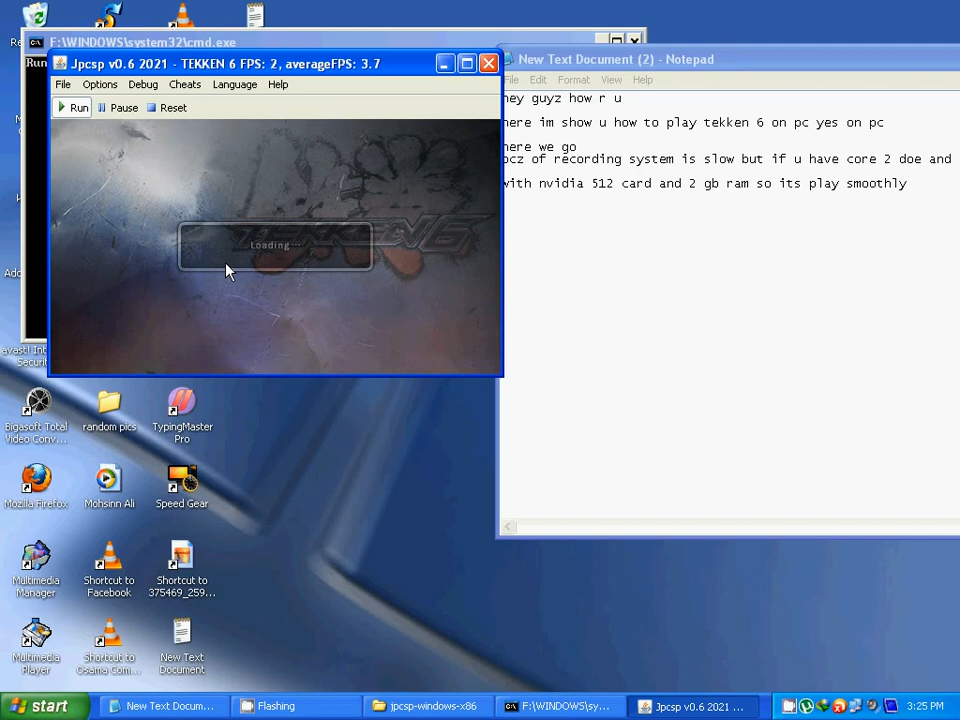 F:\WINDOWS\system32\cmd.exe
Run
Jpcsp v0.6 2021 - TEKKEN 6 FPS: 2, averageFPS: 3.7
File Options Debug Cheats Language Help
Run Pause Reset
Loading...
TEKKEN 6
New Text Document (2) - Notepad
File Edit Format View Help
hey guyz how r u
here im show u how to play tekken 6 on pc yes on pc
here we go
bcz of recording system is slow but if u have core 2 doe and
with nvidia 512 card and 2 gb ram so its play smoothly
avast! Int
Securit
Bigasoft Total
Video Conv...
random pics
TypingMaster
Pro
Mozilla Firefox
Mohsinn Ali
Speed Gear
Multimedia
Manager
Shortcut to
Facebook
Shortcut to
375469_259...
Multimedia
Player
Shortcut to
Osama Com...
New Text
Document
start
New Text Docum...
Flashing
jpcsp-windows-x86
F:\WINDOWS\sy...
Jpcsp v0.6 2021 ...
3:25 PM